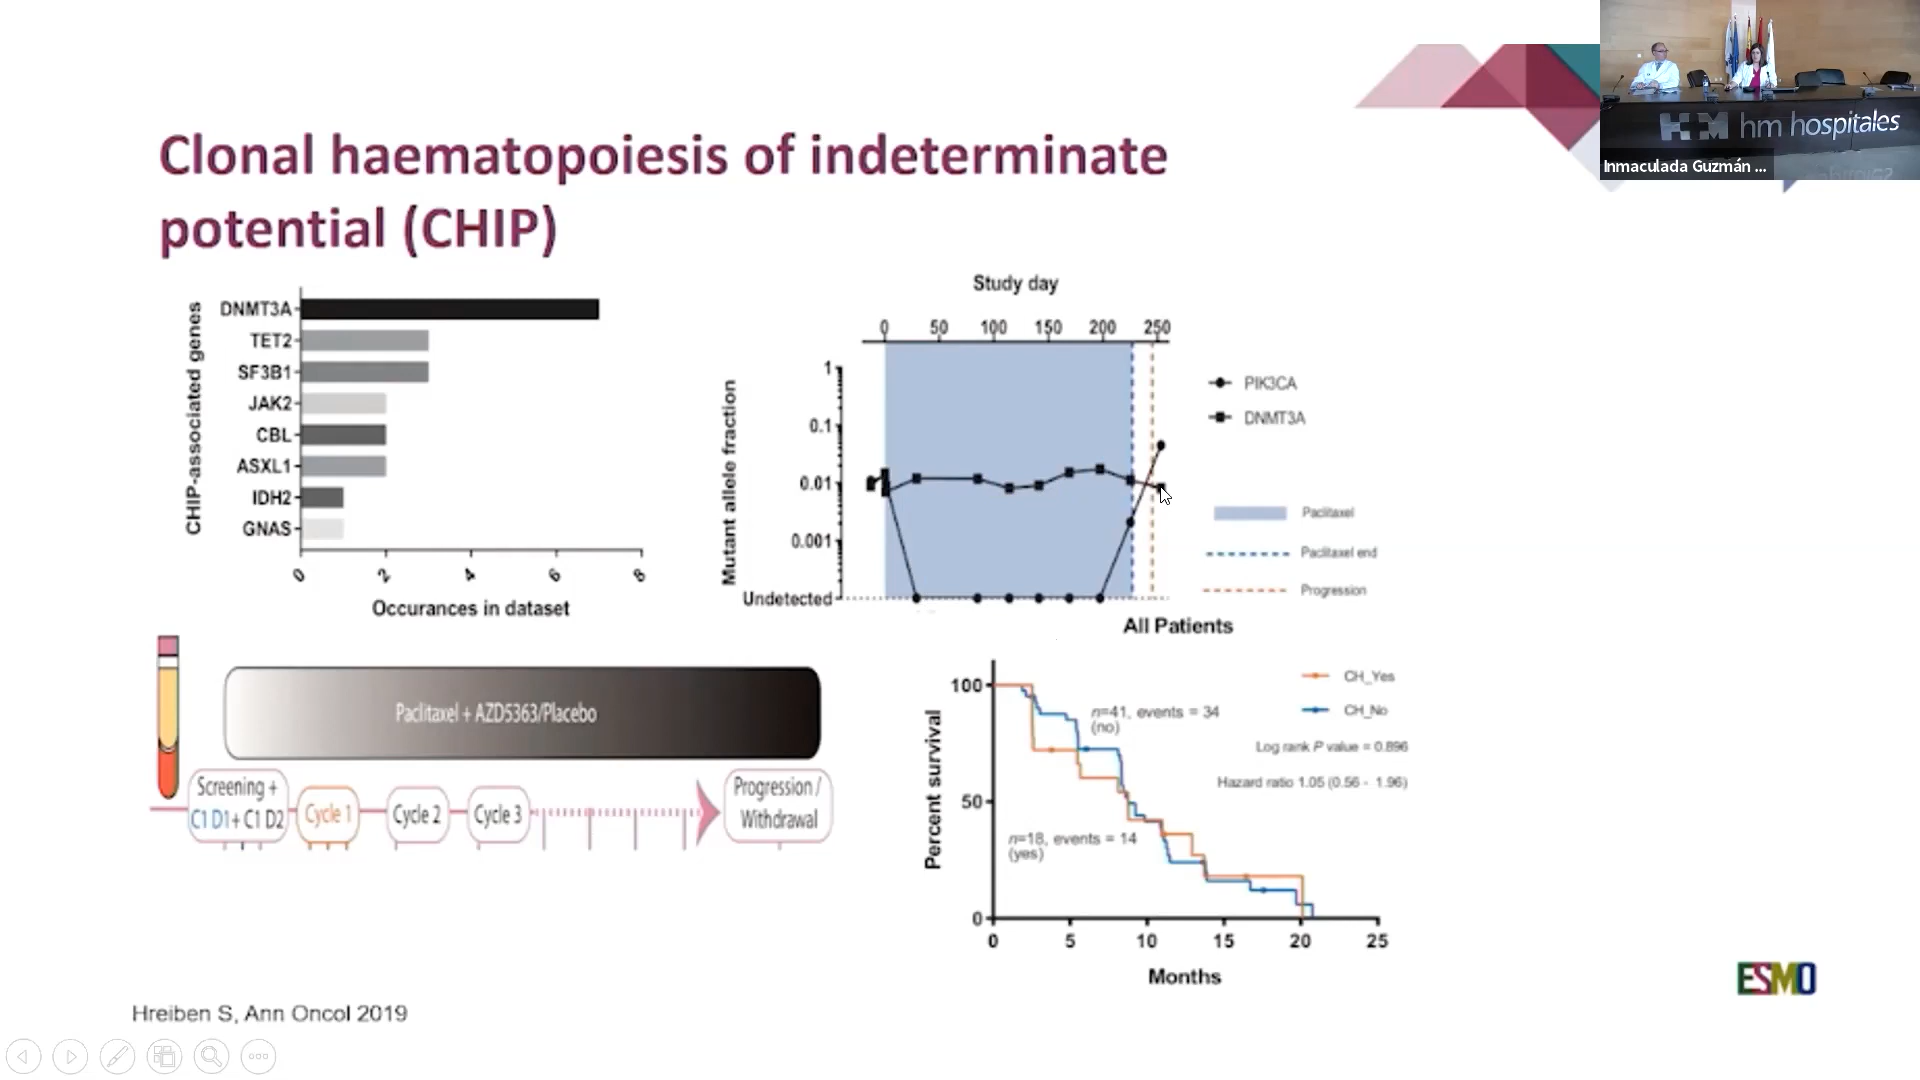 hm hospitales
Inmaculada Guzmán ...
Clonal haematopoiesis of indeterminate
potential (CHIP)
CHIP-associated genes
DNMT3A
TET2
SF3B1
JAK2
CBL
ASXL1
IDH2
GNAS
0 2 4 6 8
Occurances in dataset
Study day
0 50 100 150 200 250
Mutant allele fraction
1
0.1
0.01
0.001
Undetected
PIK3CA
DNMT3A
Paclitaxel
Paclitaxel end
Progression
Paclitaxel + AZD5363/Placebo
Screening +
C1 D1+ C1 D2
Cycle 1
Cycle 2
Cycle 3
Progression /
Withdrawal
All Patients
Percent survival
100
50
0
CH_Yes
CH_No
n=41, events = 34
(no)
Log rank P value = 0.896
Hazard ratio 1.05 (0.56 - 1.96)
n=18, events = 14
(yes)
0 5 10 15 20 25
Months
ESMO
Hreiben S, Ann Oncol 2019